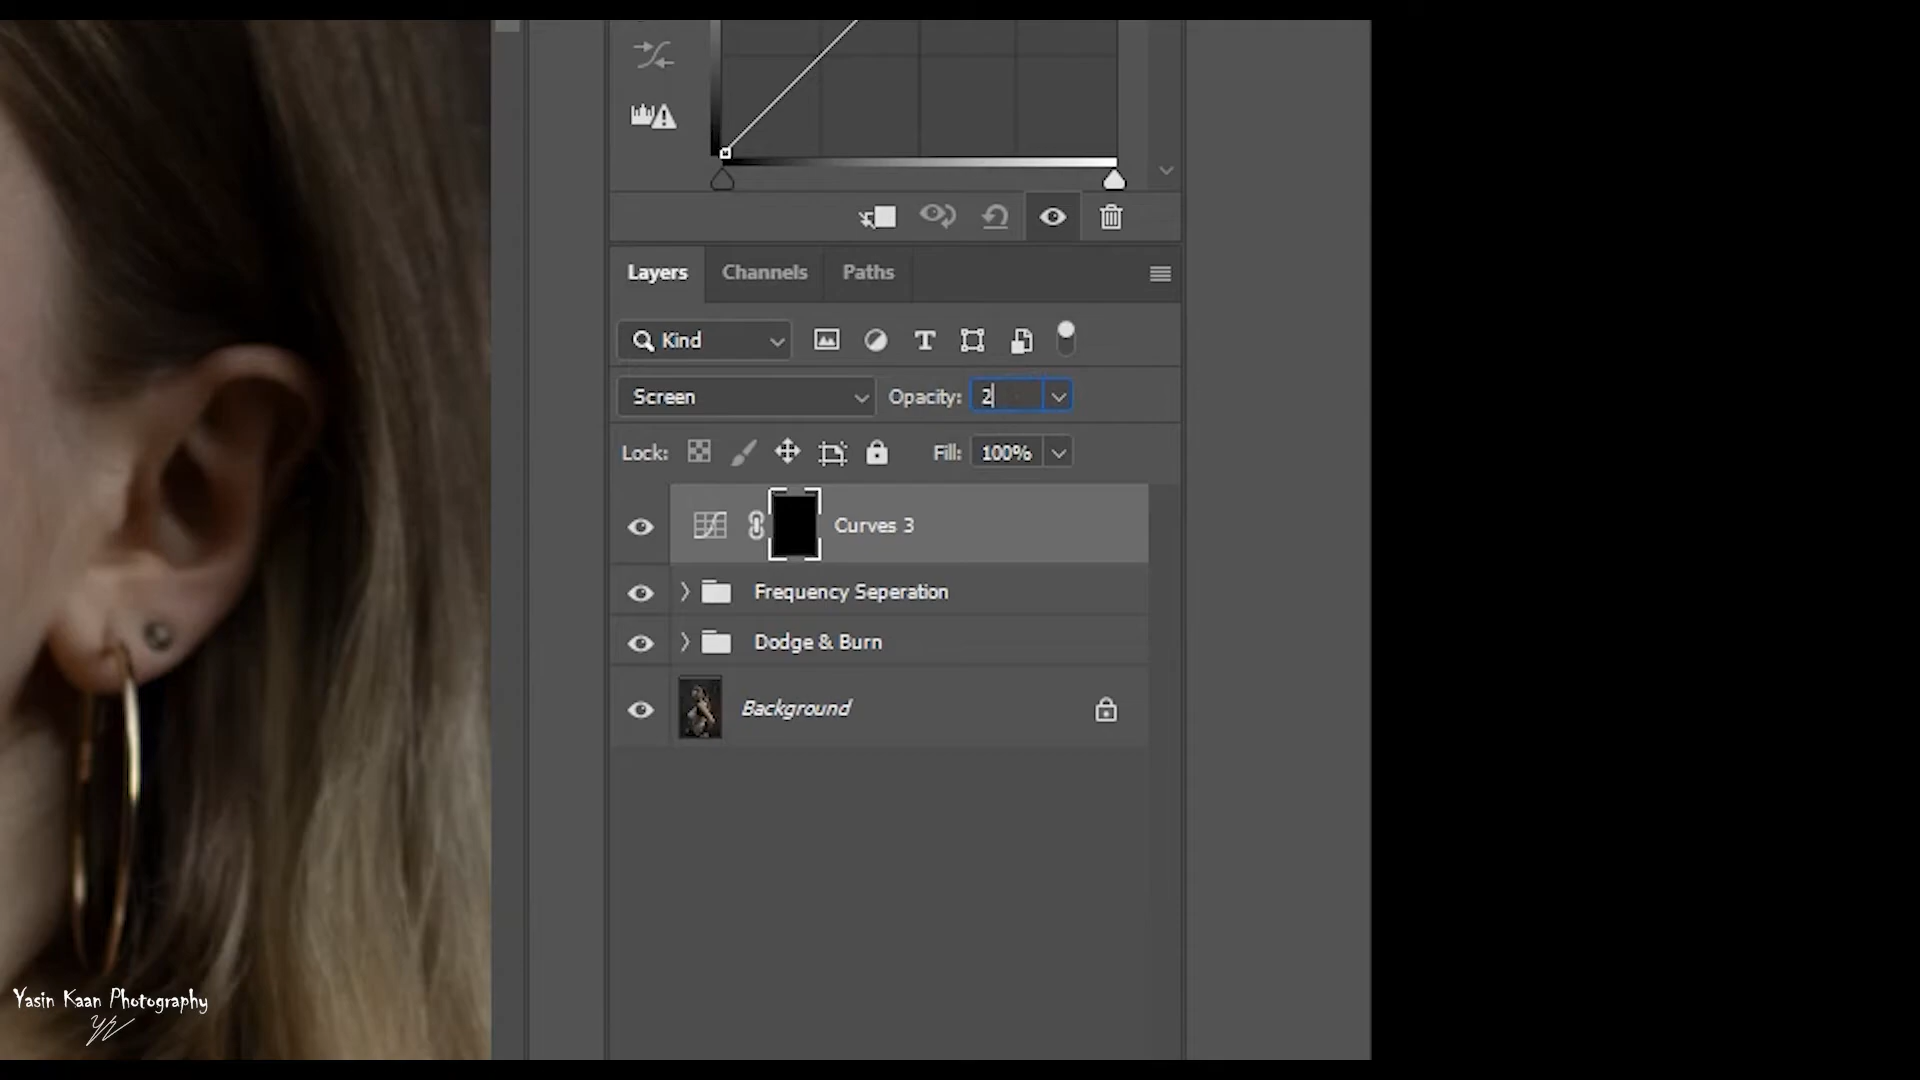 Layers Channels Paths
Kind
Screen Opacity: 2
Lock: Fill: 100%
Curves 3
Frequency Seperation
Dodge & Burn
Background
Yasin Kaan Photography